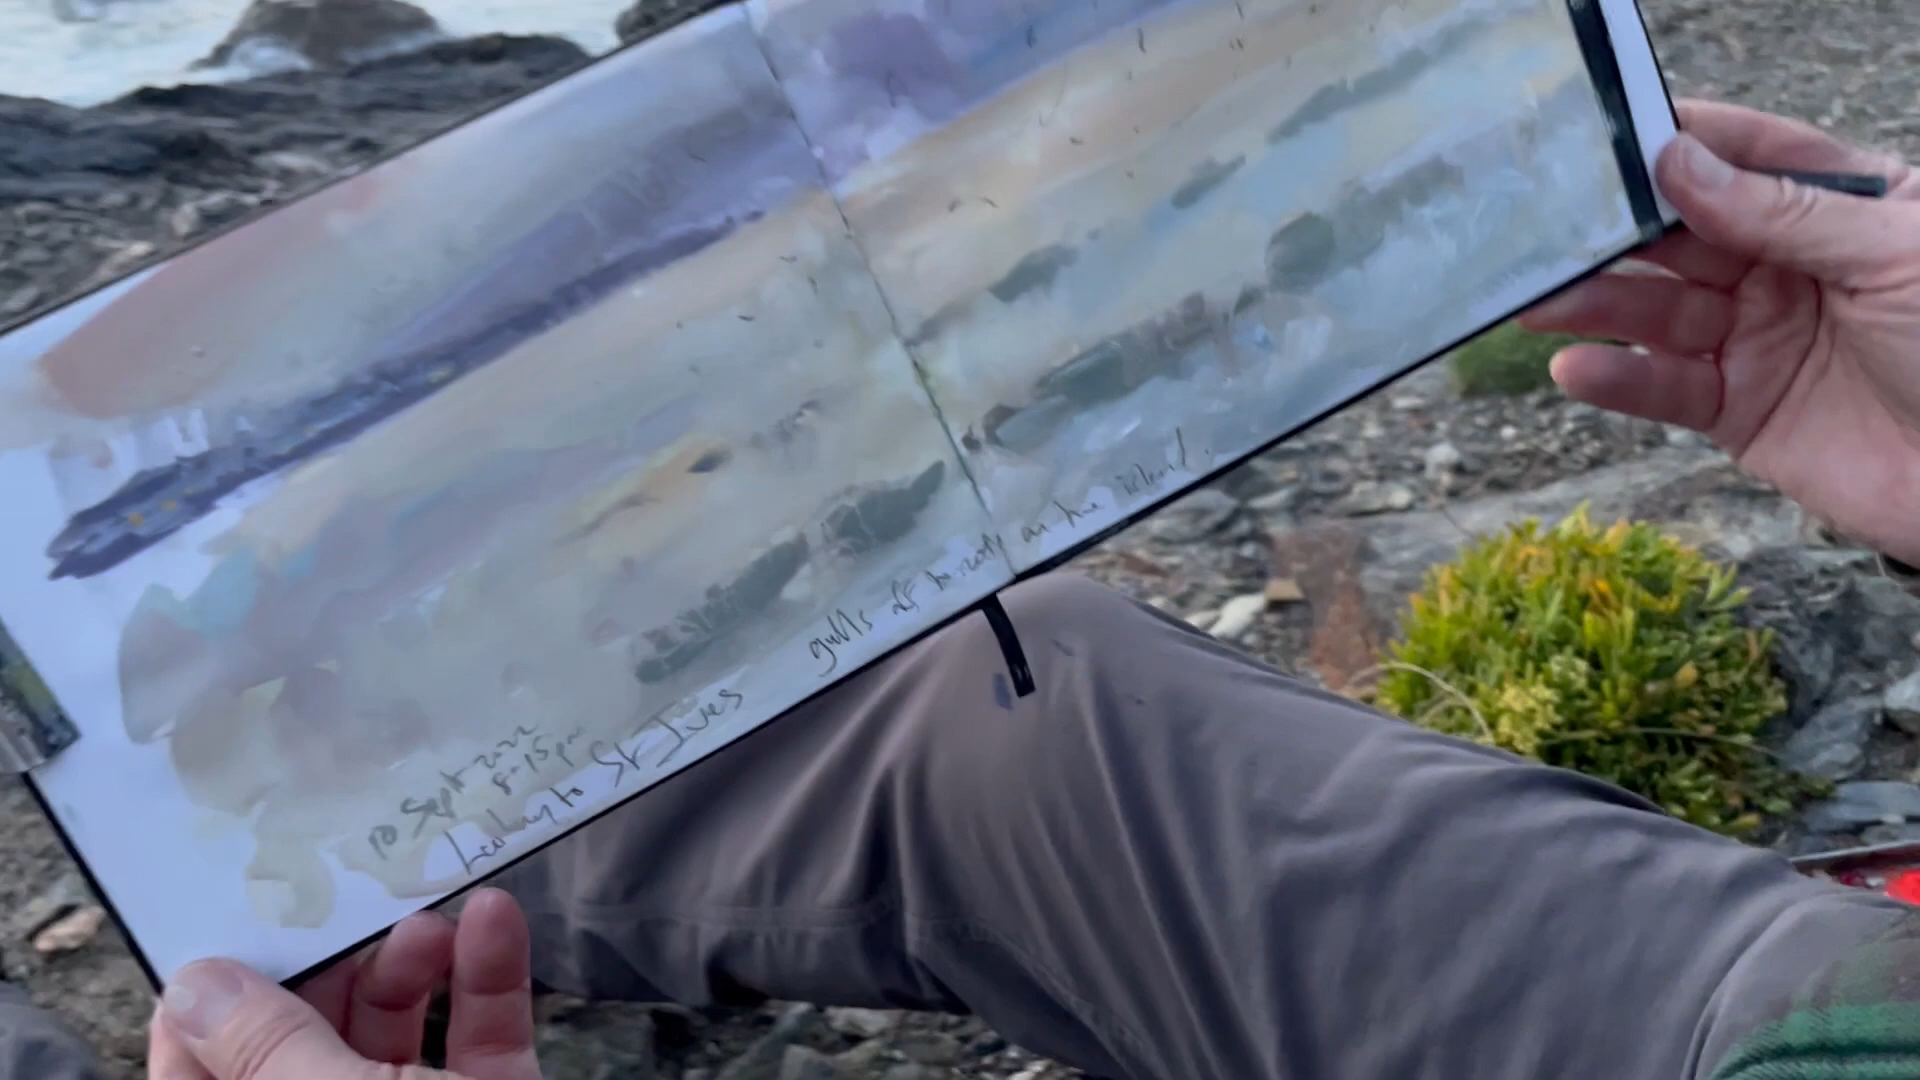 10 Sept 2022
8-15pm
Looking to St Ives gulls off to roost on the island.